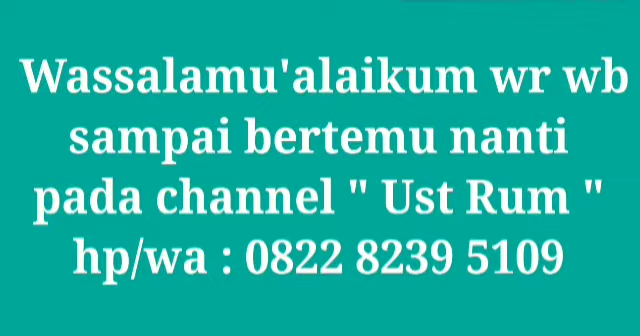 Wassalamu'alaikum wr wb
sampai bertemu nanti
pada channel " Ust Rum "
hp/wa : 0822 8239 5109